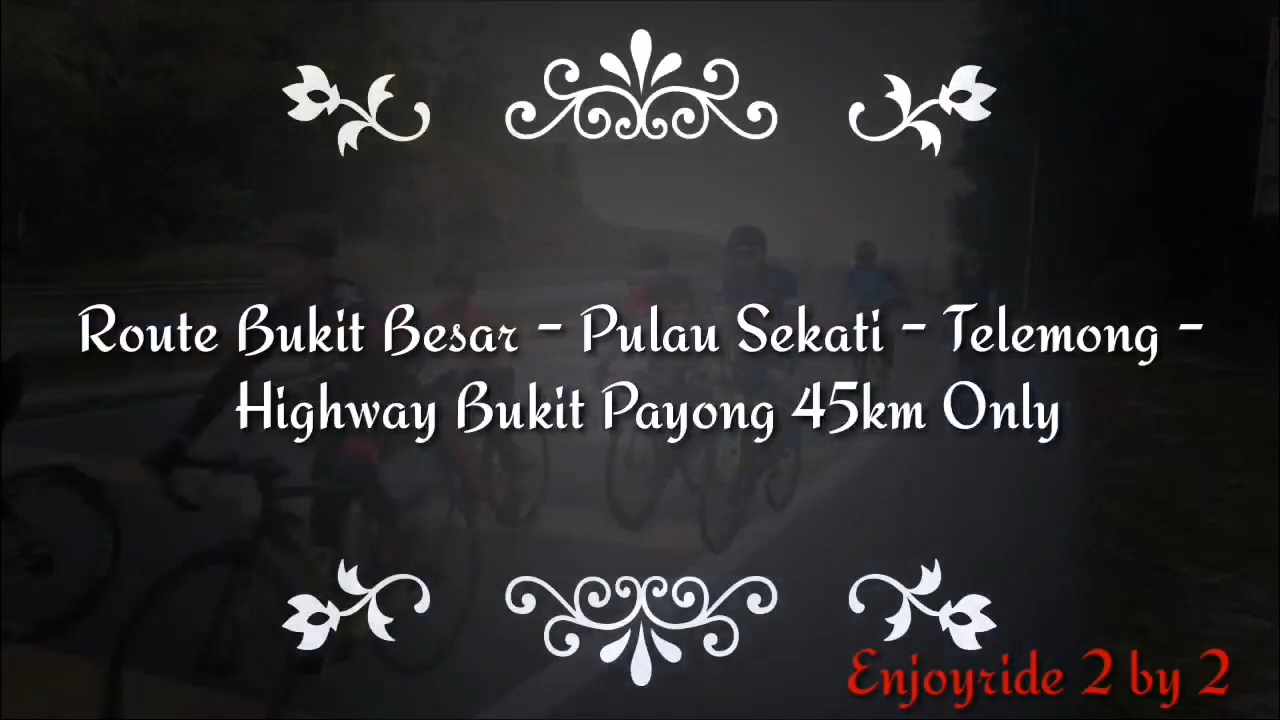 Route Bukit Besar - Pulau Sekati - Telemong -
Highway Bukit Payong 45km Only
Enjoyride 2 by 2